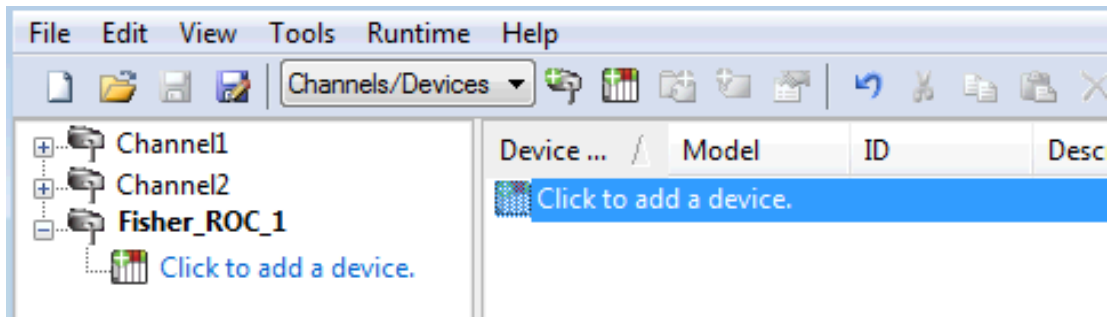 File Edit View Tools Runtime Help
Channels/Devices
Channel1
Channel2
Fisher_ROC_1
Click to add a device.
Device ... Model ID Desc
Click to add a device.